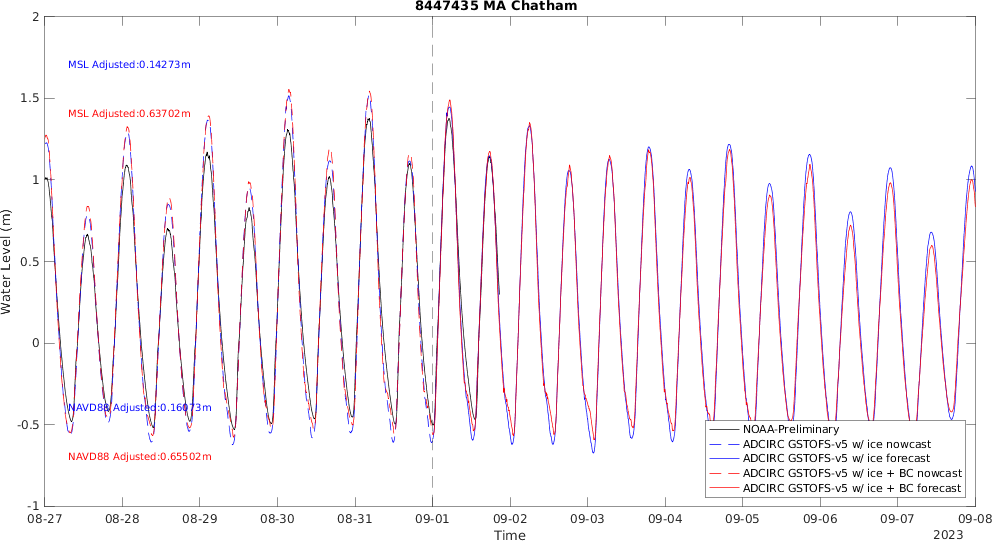 8447435 MA Chatham
2
1.5
1
0.5
0
-0.5
-1
Water Level (m)
MSL Adjusted:0.14273m
MSL Adjusted:0.63702m
NAVD88 Adjusted:0.16073m
NAVD88 Adjusted:0.65502m
NOAA-Preliminary
ADCIRC GSTOFS-v5 w/ ice nowcast
ADCIRC GSTOFS-v5 w/ ice forecast
ADCIRC GSTOFS-v5 w/ ice + BC nowcast
ADCIRC GSTOFS-v5 w/ ice + BC forecast
08-27 08-28 08-29 08-30 08-31 09-01 09-02 09-03 09-04 09-05 09-06 09-07 09-08
Time
2023